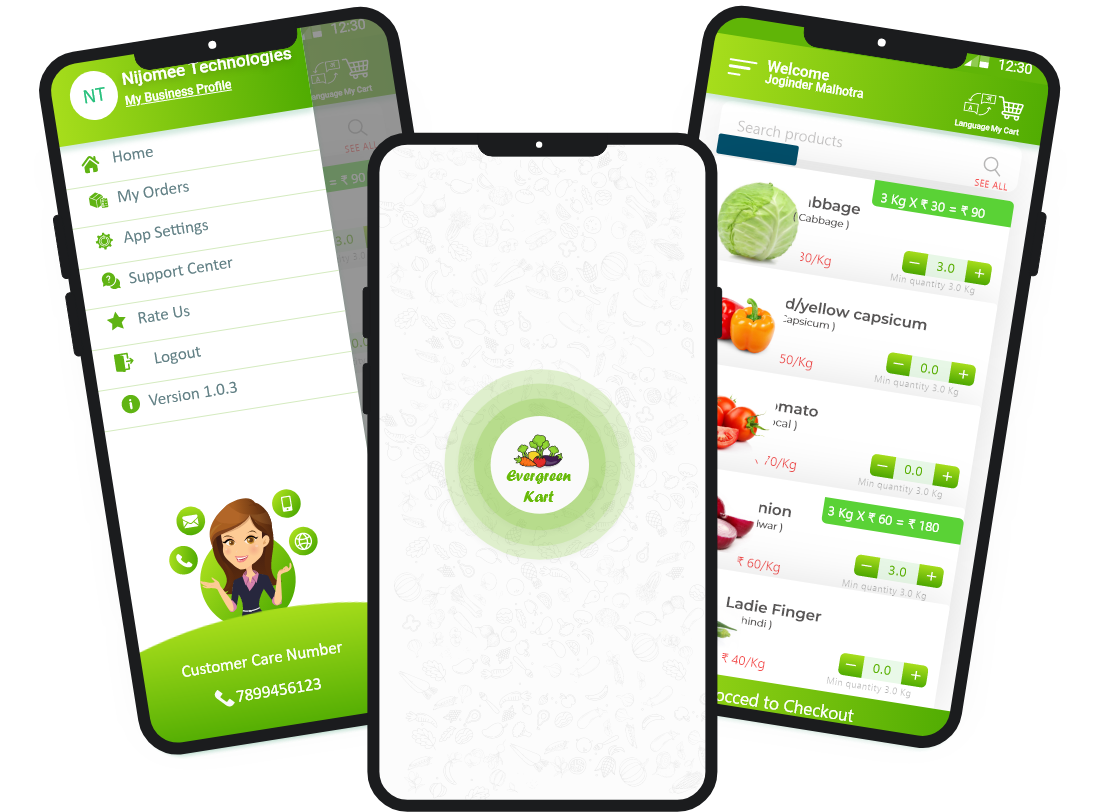 12:30
Nijomee Technologies
NT
My Business Profile
Language My Cart
SEE ALL
= ₹ 90
3.0
Home
My Orders
App Settings
Support Center
Rate Us
Logout
Version 1.0.3
Customer Care Number
7899456123
Evergreen
Kart
12:30
Welcome
Joginder Malhotra
Language My Cart
Search products
SEE ALL
bbage
3 Kg X ₹ 30 = ₹ 90
( Cabbage )
30/Kg
3.0
Min quantity 3.0 Kg
d/yellow capsicum
Capsicum )
50/Kg
0.0
Min quantity 3.0 Kg
mato
cal )
70/Kg
0.0
Min quantity 3.0 Kg
nion
3 Kg X ₹ 60 = ₹ 180
war )
₹ 60/Kg
3.0
Min quantity 3.0 Kg
Ladie Finger
hindi )
₹ 40/Kg
0.0
Min quantity 3.0 Kg
occed to Checkout